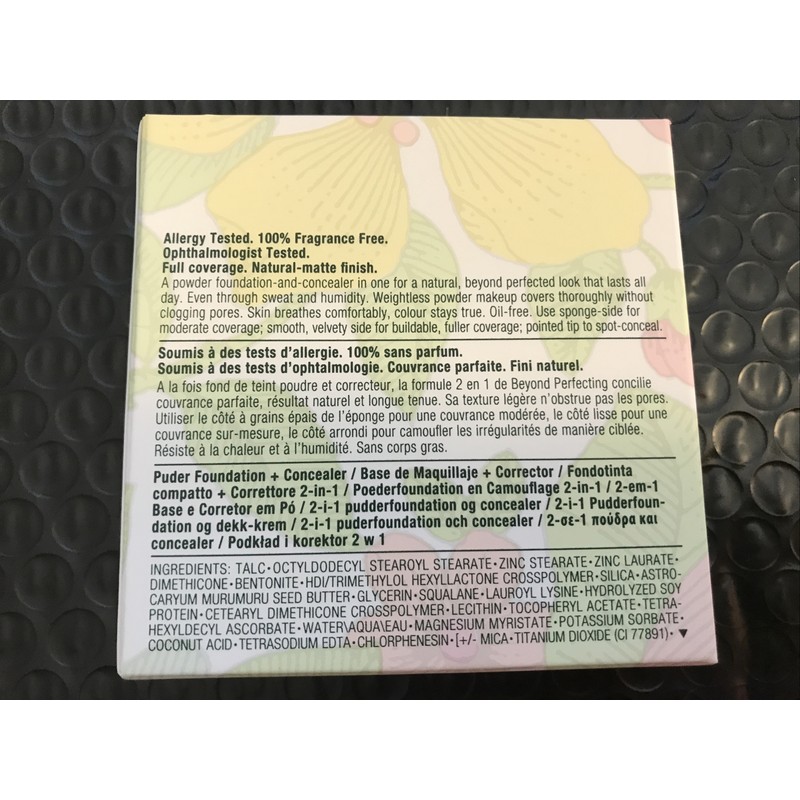 Allergy Tested. 100% Fragrance Free.
Ophthalmologist Tested.
Full coverage. Natural-matte finish.
A powder foundation-and-concealer in one for a natural, beyond perfected look that lasts all
day. Even through sweat and humidity. Weightless powder makeup covers thoroughly without
clogging pores. Skin breathes comfortably, colour stays true. Oil-free. Use sponge-side for
moderate coverage; smooth, velvety side for buildable, fuller coverage; pointed tip to spot-conceal.
Soumis à des tests d'allergie. 100% sans parfum.
Soumis à des tests d'ophtalmologie. Couvrance parfaite. Fini naturel.
A la fois fond de teint poudre et correcteur, la formule 2 en 1 de Beyond Perfecting concilie
couvrance parfaite, résultat naturel et longue tenue. Sa texture légère n'obstrue pas les pores.
Utiliser le côté à grains épais de l'éponge pour une couvrance modérée, le côté lisse pour une
couvrance sur-mesure, le côté arrondi pour camoufler les irrégularités de manière ciblée.
Résiste à la chaleur et à l'humidité. Sans corps gras.
Puder Foundation + Concealer / Base de Maquillaje + Corrector / Fondotinta
compatto + Correttore 2-in-1 / Poederfoundation en Camouflage 2-in-1 / 2-em-1
Base e Corretor em Pó / 2-i-1 pudderfoundation og concealer / 2-i-1 Pudderfoun-
dation og dekk-krem / 2-i-1 puderfoundation och concealer / 2-σε-1 πούδρα και
concealer / Podkład i korektor 2 w 1
INGREDIENTS: TALC•OCTYLDODECYL STEAROYL STEARATE•ZINC STEARATE•ZINC LAURATE•
DIMETHICONE•BENTONITE•HDI/TRIMETHYLOL HEXYLLACTONE CROSSPOLYMER•SILICA•ASTRO-
CARYUM MURUMURU SEED BUTTER•GLYCERIN•SQUALANE•LAUROYL LYSINE•HYDROLYZED SOY
PROTEIN•CETEARYL DIMETHICONE CROSSPOLYMER•LECITHIN•TOCOPHERYL ACETATE•TETRA-
HEXYLDECYL ASCORBATE•WATER\AQUA\EAU•MAGNESIUM MYRISTATE•POTASSIUM SORBATE•
COCONUT ACID•TETRASODIUM EDTA•CHLORPHENESIN•[+/- MICA•TITANIUM DIOXIDE (CI 77891)• ▼